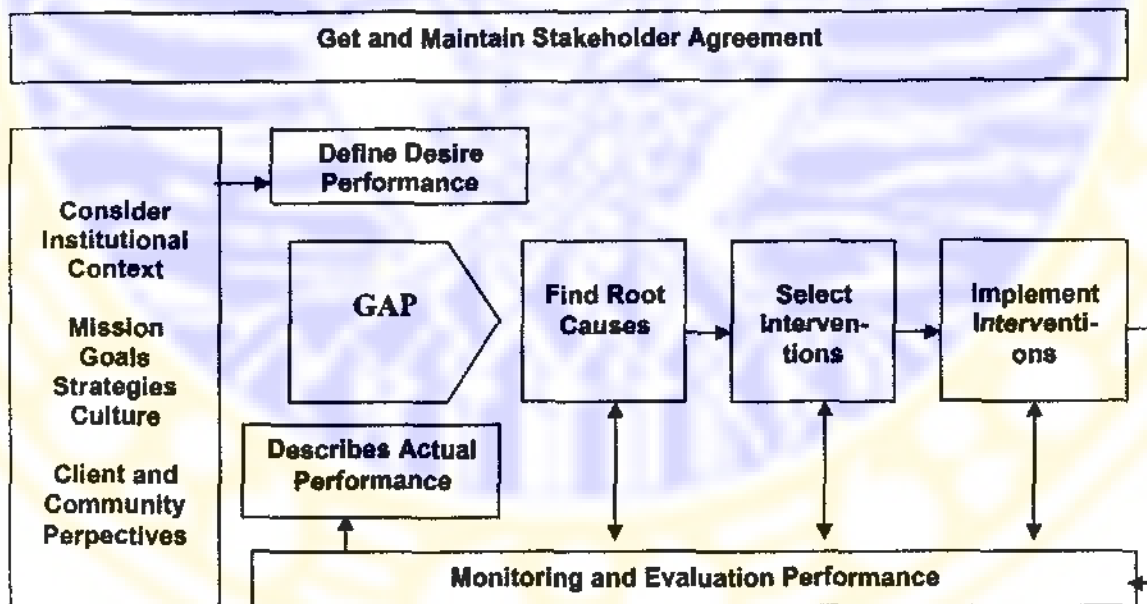 Get and Maintain Stakeholder Agreement
Define Desire
Performance
Consider
Institutional
Context
Mission
Goals
Strategies
Culture
Client and
Community
Perpectives
GAP
Describes Actual
Performance
Find Root
Causes
Select
Interven-
tions
Implement
Interventi-
ons
Monitoring and Evaluation Performance